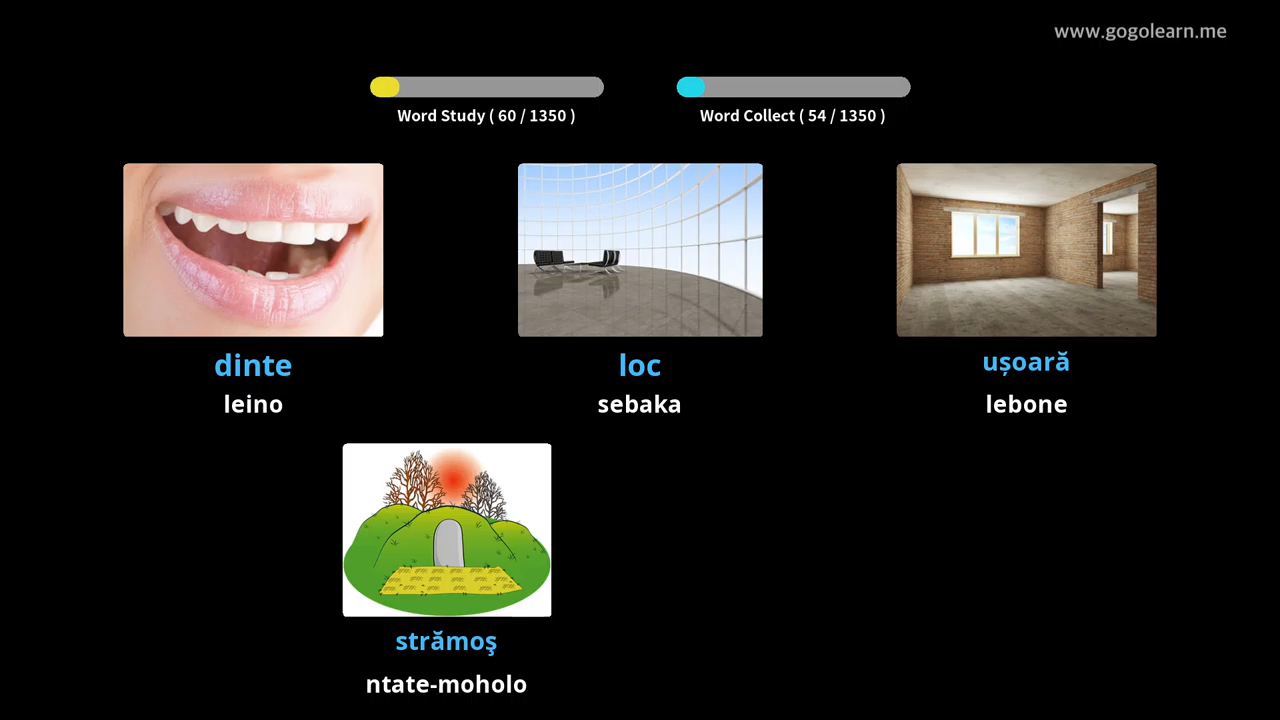 www.gogolearn.me
Word Study ( 60 / 1350 )
Word Collect ( 54 / 1350 )
dinte
leino
loc
sebaka
ușoară
lebone
strămoş
ntate-moholo